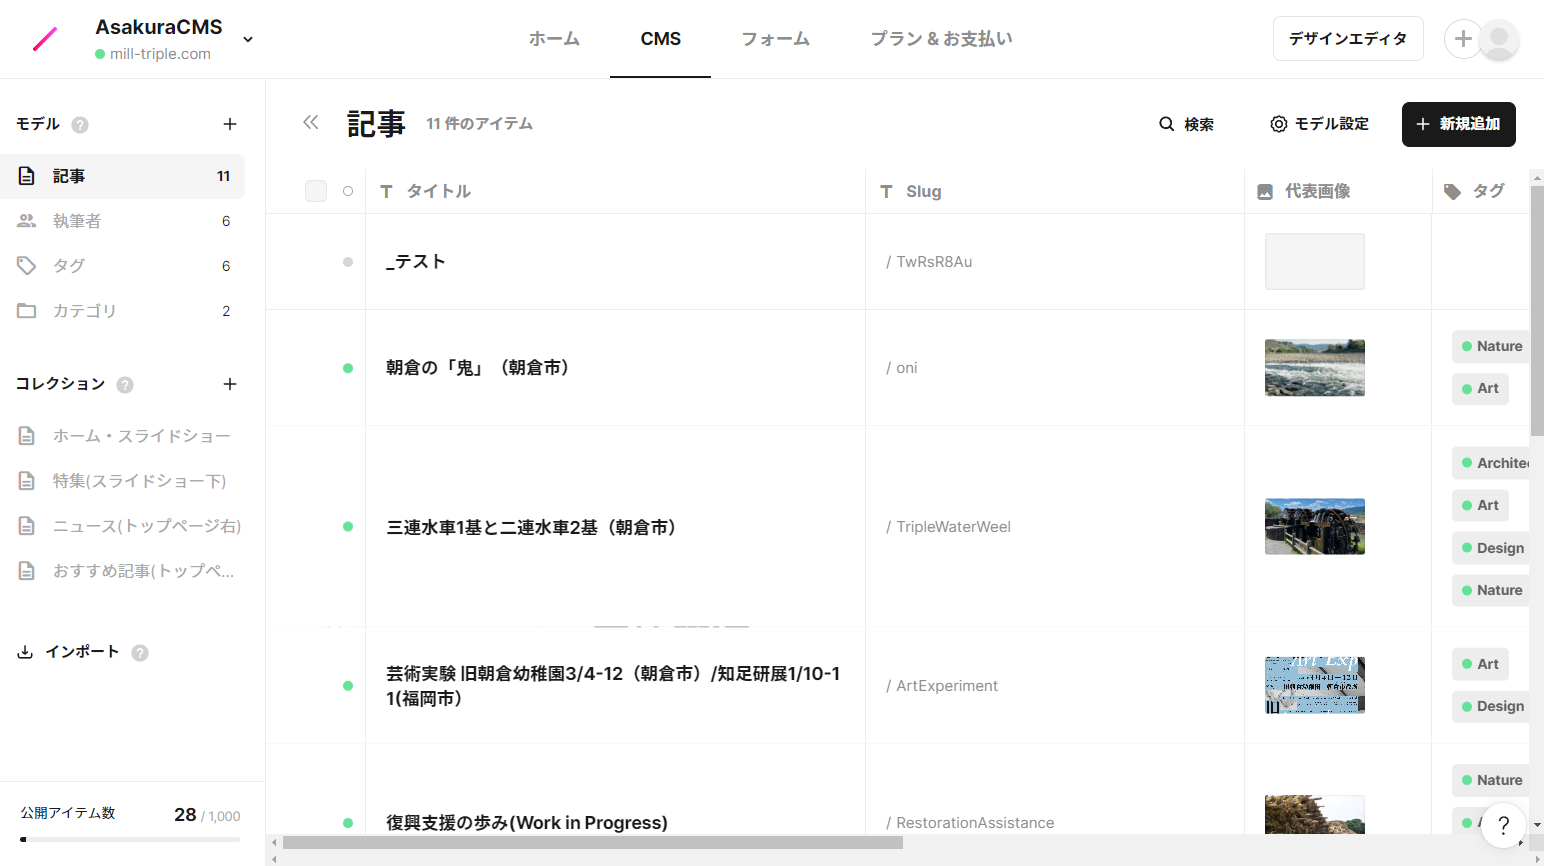 AsakuraCMS
mill-triple.com
ホーム
CMS
フォーム
プラン & お支払い
デザインエディタ
モデル
記事 11
執筆者 6
タグ 6
カテゴリ 2
コレクション
ホーム・スライドショー
特集(スライドショー下)
ニュース(トップページ右)
おすすめ記事(トップペ...
インポート
公開アイテム数 28 / 1,000
記事 11 件のアイテム
検索
モデル設定
新規追加
タイトル Slug 代表画像 タグ
_テスト / TwRsR8Au
朝倉の「鬼」（朝倉市） / oni
Nature
Art
三連水車1基と二連水車2基（朝倉市） / TripleWaterWeel
Architec
Art
Design
Nature
芸術実験 旧朝倉幼稚園3/4-12（朝倉市）/知足研展1/10-1
1(福岡市）
/ ArtExperiment
Art Exp
Art
Design
復興支援の歩み(Work in Progress) / RestorationAssistance
Nature
?